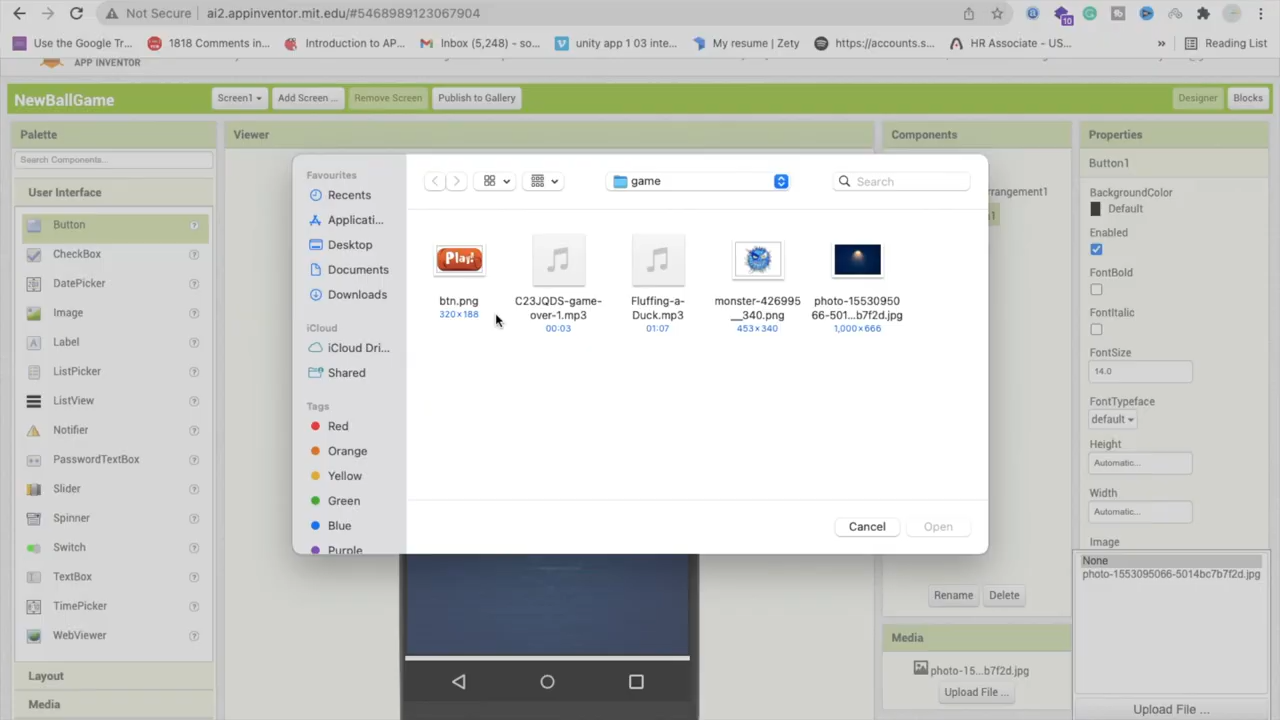 Not Secure | ai2.appinventor.mit.edu/#5468989123067904
10
Use the Google Tr...
1818 Comments in...
Introduction to AP...
Inbox (5,248) - so...
unity app 1 03 inte...
My resume | Zety
https://accounts.s...
HR Associate - US...
»
Reading List
APP INVENTOR
NewBallGame
Screen1
Add Screen ...
Remove Screen
Publish to Gallery
Designer
Blocks
Palette
Viewer
Components
Properties
Search Components...
User Interface
Button
CheckBox
DatePicker
Image
Label
ListPicker
ListView
Notifier
PasswordTextBox
Slider
Spinner
Switch
TextBox
TimePicker
WebViewer
Layout
Media
Favourites
Recents
Applicati...
Desktop
Documents
Downloads
iCloud
iCloud Dri...
Shared
Tags
Red
Orange
Yellow
Green
Blue
Purple
game
Search
Play!
btn.png
320×188
C23JQDS-game-
over-1.mp3
00:03
Fluffing-a-
Duck.mp3
01:07
monster-426995
__340.png
453×340
photo-15530950
66-501...b7f2d.jpg
1,000×666
Cancel
Open
rrangement1
Rename
Delete
Media
photo-15...b7f2d.jpg
Upload File ...
Button1
BackgroundColor
Default
Enabled
FontBold
FontItalic
FontSize
14.0
FontTypeface
default
Height
Automatic...
Width
Automatic...
Image
None
photo-1553095066-5014bc7b7f2d.jpg
Upload File ...